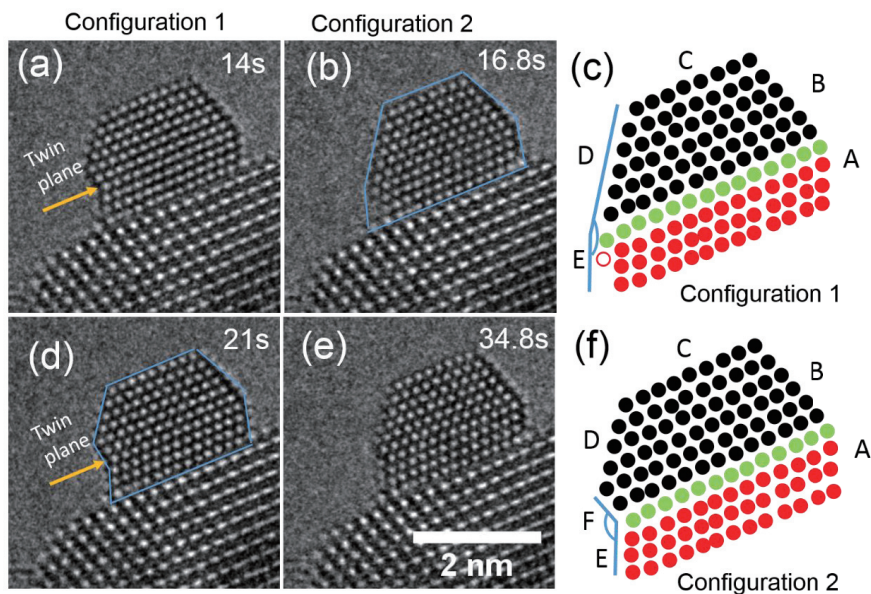 Configuration 1
Configuration 2
(a)
14s
Twin
plane
(b)
16.8s
(c)
C
B
D
A
E
Configuration 1
(d)
21s
Twin
plane
(e)
34.8s
2 nm
(f)
C
B
D
A
F
E
Configuration 2